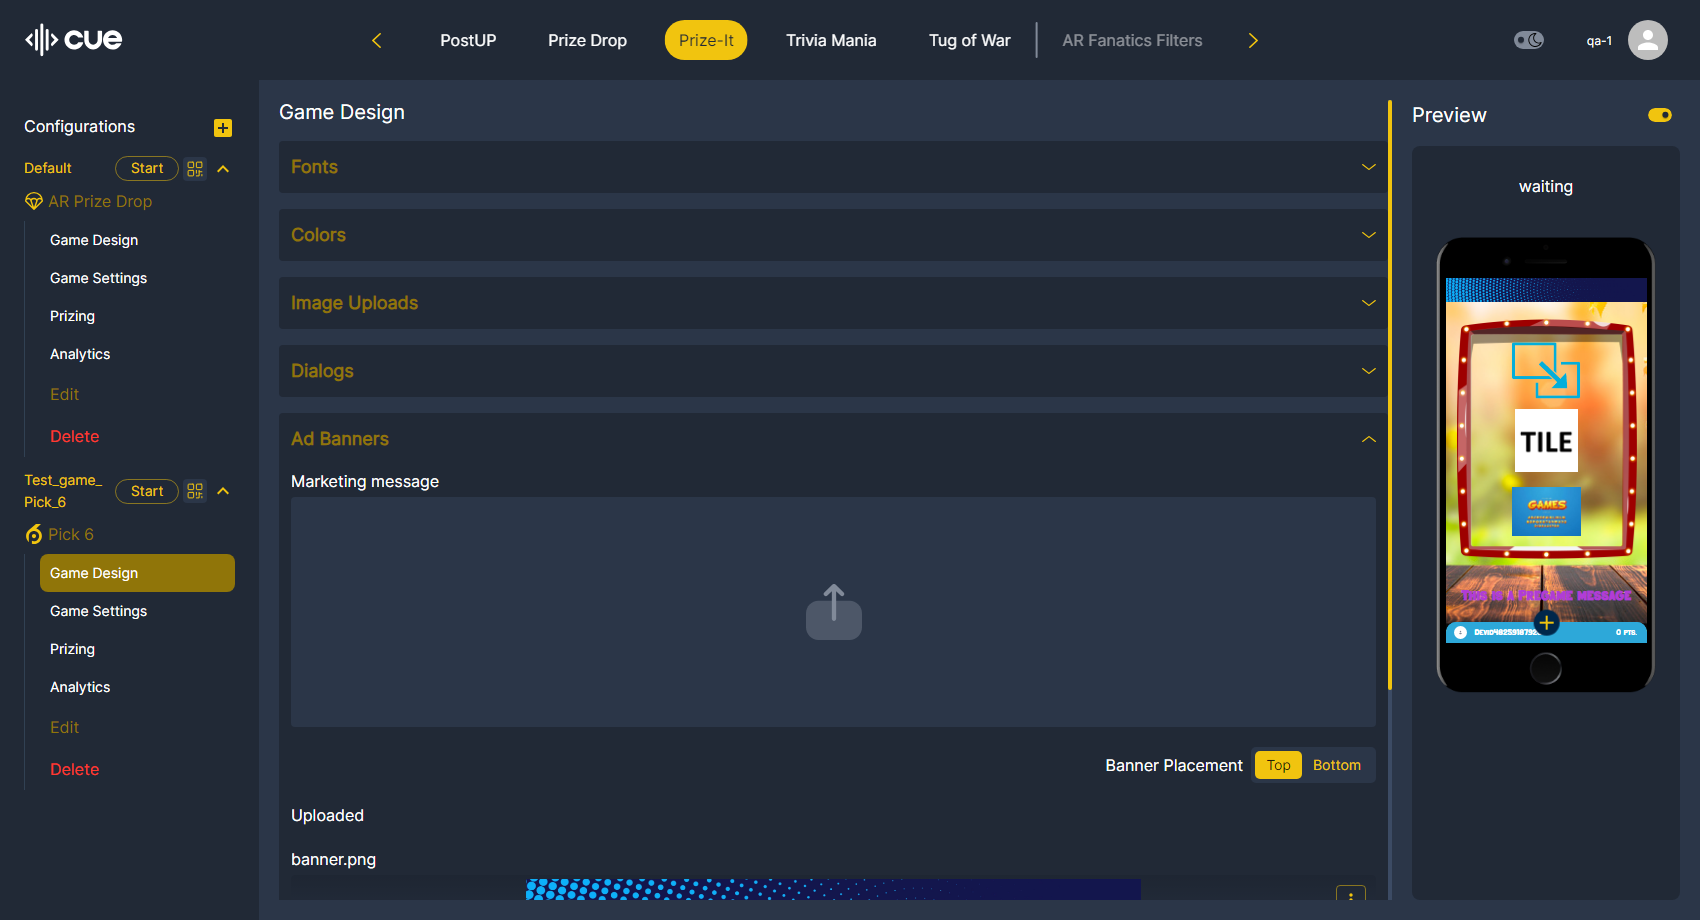 cue
PostUP
Prize Drop
Prize-It
Trivia Mania
Tug of War
AR Fanatics Filters
qa-1
Configurations
Default
Start
AR Prize Drop
Game Design
Game Settings
Prizing
Analytics
Edit
Delete
Test_game_
Pick_6
Start
Pick 6
Game Design
Game Settings
Prizing
Analytics
Edit
Delete
Game Design
Fonts
Colors
Image Uploads
Dialogs
Ad Banners
Marketing message
Banner Placement
Top
Bottom
Uploaded
banner.png
Preview
waiting
TILE
GAMES
This is a Pregame message
0 pts.